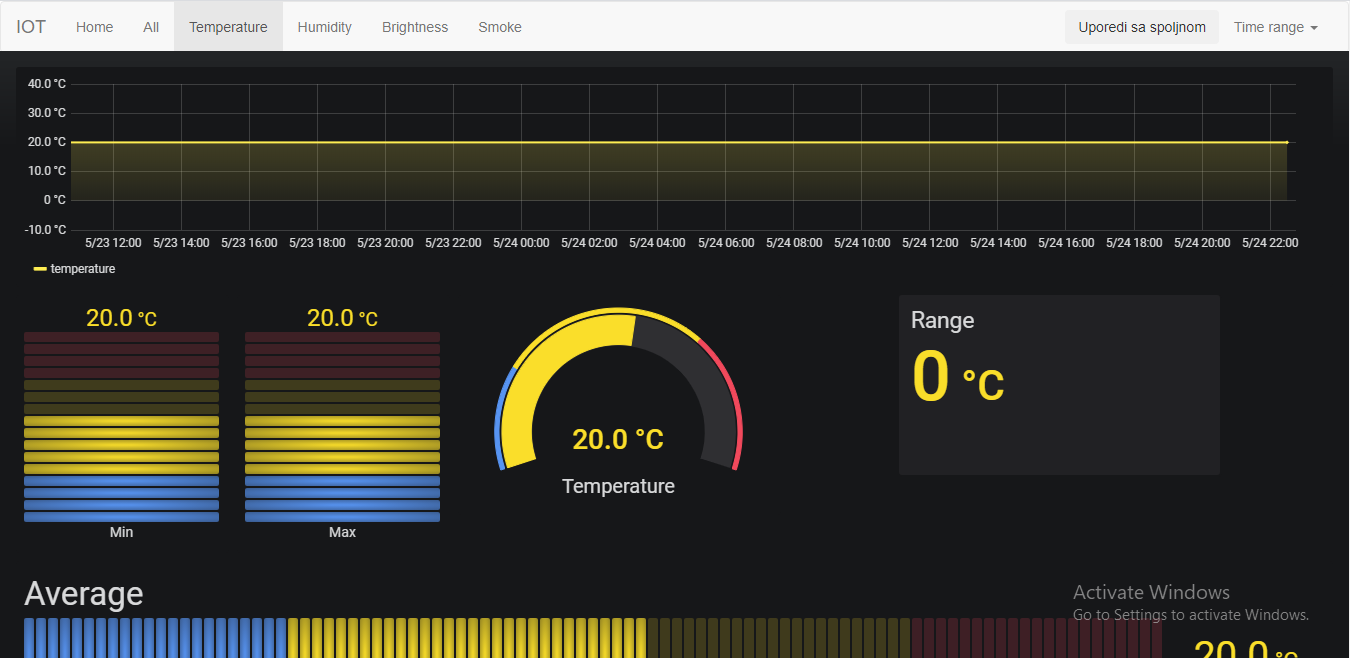 IOT Home All Temperature Humidity Brightness Smoke Uporedi sa spoljnom Time range
40.0 °C
30.0 °C
20.0 °C
10.0 °C
0 °C
-10.0 °C
5/23 12:00 5/23 14:00 5/23 16:00 5/23 18:00 5/23 20:00 5/23 22:00 5/24 00:00 5/24 02:00 5/24 04:00 5/24 06:00 5/24 08:00 5/24 10:00 5/24 12:00 5/24 14:00 5/24 16:00 5/24 18:00 5/24 20:00 5/24 22:00
temperature
20.0 °C
Min
20.0 °C
Max
20.0 °C
Temperature
Range
0 °C
Average
20.0 °C
Activate Windows
Go to Settings to activate Windows.